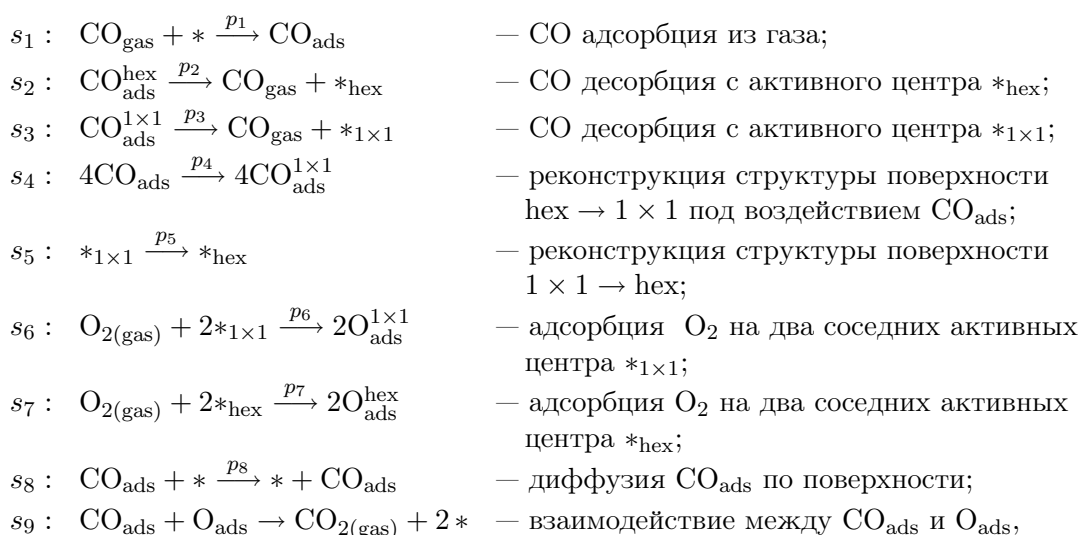 s₁ : CO_gas + * —p₁→ CO_ads — CO адсорбция из газа;
s₂ : CO_ads^hex —p₂→ CO_gas + *_hex — CO десорбция с активного центра *_hex;
s₃ : CO_ads^1×1 —p₃→ CO_gas + *_1×1 — CO десорбция с активного центра *_1×1;
s₄ : 4CO_ads —p₄→ 4CO_ads^1×1 — реконструкция структуры поверхности
hex → 1 × 1 под воздействием CO_ads;
s₅ : *_1×1 —p₅→ *_hex — реконструкция структуры поверхности
1 × 1 → hex;
s₆ : O_2(gas) + 2*_1×1 —p₆→ 2O_ads^1×1 — адсорбция O₂ на два соседних активных
центра *_1×1;
s₇ : O_2(gas) + 2*_hex —p₇→ 2O_ads^hex — адсорбция O₂ на два соседних активных
центра *_hex;
s₈ : CO_ads + * —p₈→ * + CO_ads — диффузия CO_ads по поверхности;
s₉ : CO_ads + O_ads → CO_2(gas) + 2 * — взаимодействие между CO_ads и O_ads,